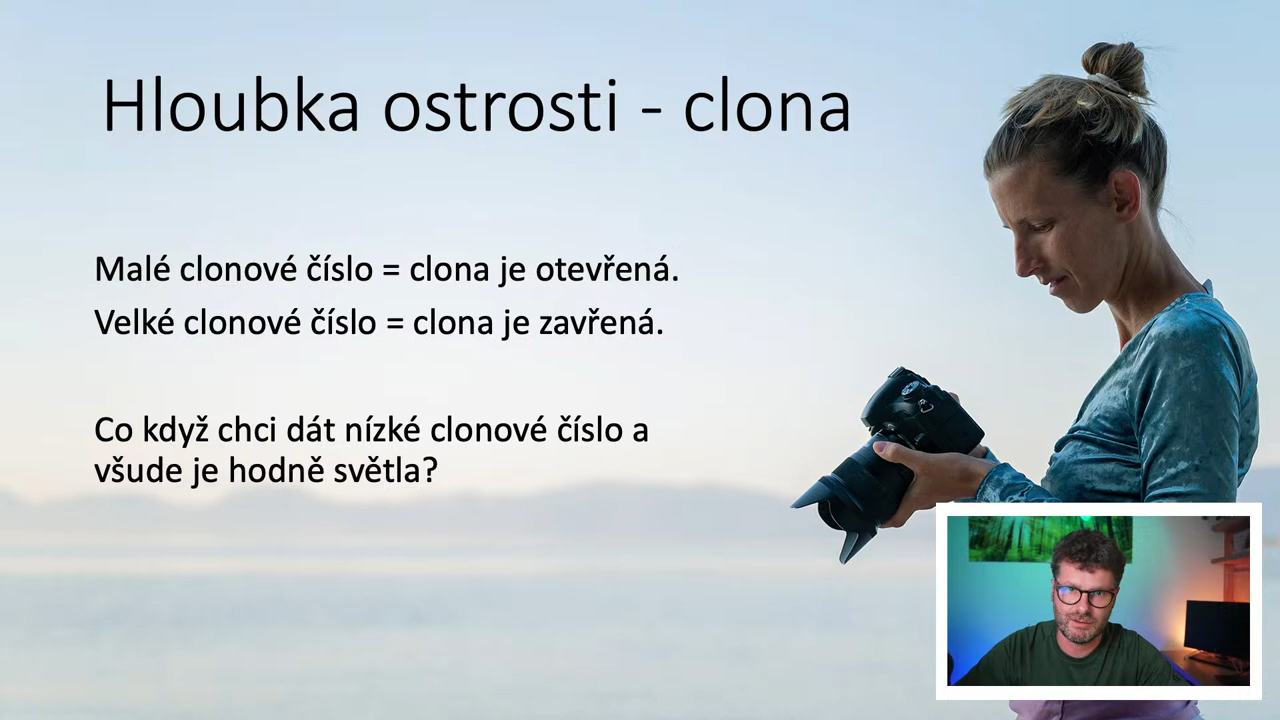 Hloubka ostrosti - clona
Malé clonové číslo = clona je otevřená.
Velké clonové číslo = clona je zavřená.
Co když chci dát nízké clonové číslo a
všude je hodně světla?